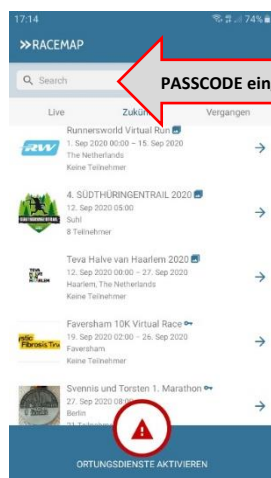 17:14
74%
RACEMAP
Search
PASSCODE ein
Live
Zukün
Vergangen
Runnersworld Virtual Run
1. Sep 2020 00:00 – 15. Sep 2020
The Netherlands
Keine Teilnehmer
4. SÜDTHÜRINGENTRAIL 2020
12. Sep 2020 05:00
Suhl
8 Teilnehmer
Teva Halve van Haarlem 2020
12. Sep 2020 00:00 – 27. Sep 2020
Haarlem, The Netherlands
Keine Teilnehmer
Faversham 10K Virtual Race
19. Sep 2020 02:00 – 26. Sep 2020
Faversham
Keine Teilnehmer
Svennis und Torsten 1. Marathon
27. Sep 2020 08:0
Berlin
21 Teilnehmer
ORTUNGSDIENSTE AKTIVIEREN